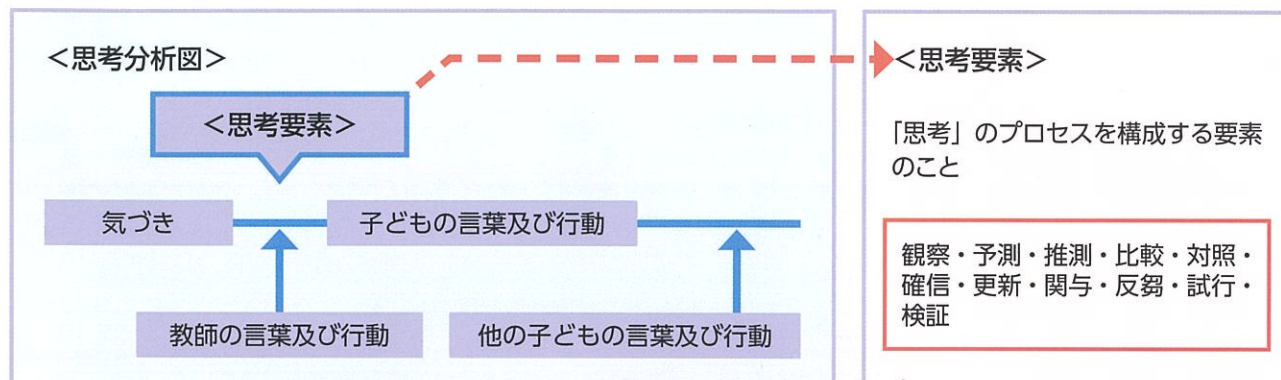 <思考分析図>
<思考要素>
気づき
子どもの言葉及び行動
教師の言葉及び行動
他の子どもの言葉及び行動
<思考要素>
「思考」のプロセスを構成する要素
のこと
観察・予測・推測・比較・対照・
確信・更新・関与・反芻・試行・
検証